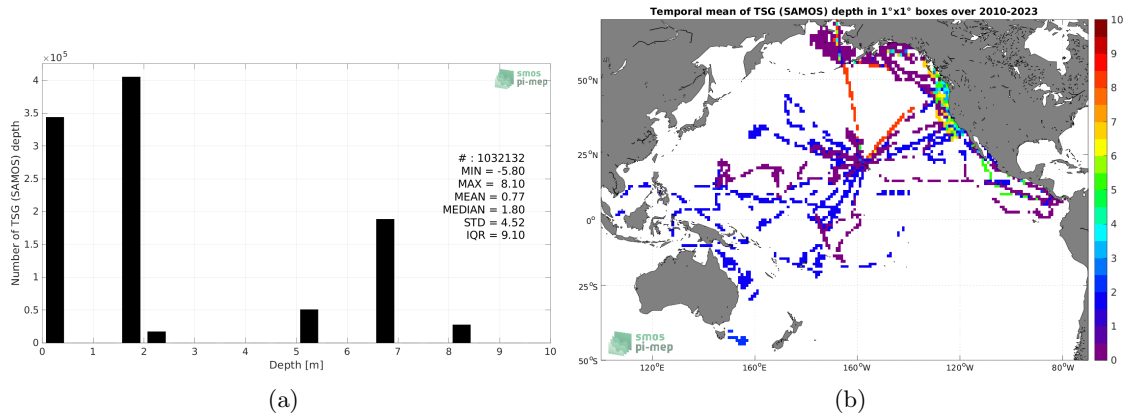 ×10⁵
4
3.5
3
2.5
2
1.5
1
0.5
0
Number of TSG (SAMOS) depth
smos
pi-mep
# : 1032132
MIN = -5.80
MAX = 8.10
MEAN = 0.77
MEDIAN = 1.80
STD = 4.52
IQR = 9.10
0 1 2 3 4 5 6 7 8 9 10
Depth [m]
(a)
Temporal mean of TSG (SAMOS) depth in 1°x1° boxes over 2010-2023
50°N
25°N
0°
25°S
50°S
smos
pi-mep
120°E 160°E 160°W 120°W 80°W
10
9
8
7
6
5
4
3
2
1
0
(b)